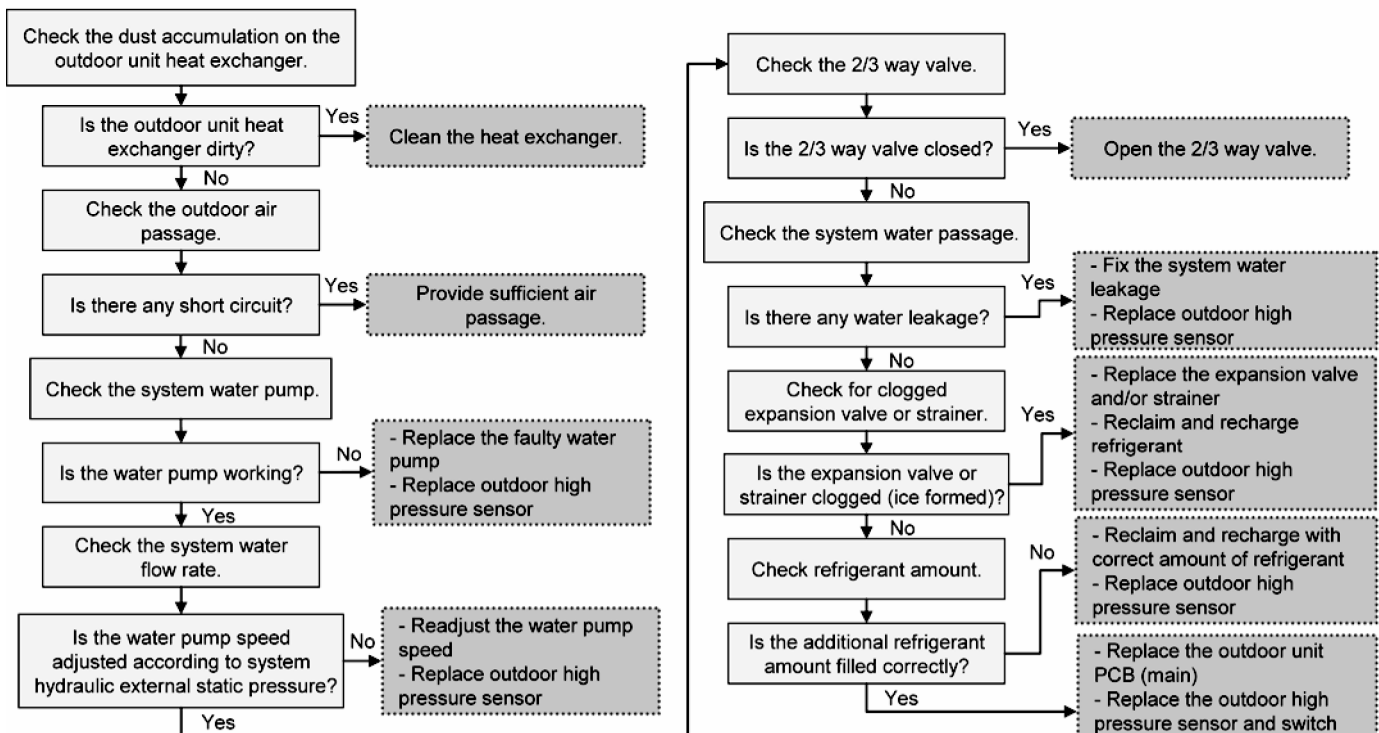 Check the dust accumulation on the
outdoor unit heat exchanger.
Is the outdoor unit heat
exchanger dirty?
Yes
Clean the heat exchanger.
No
Check the outdoor air
passage.
Is there any short circuit?
Yes
Provide sufficient air
passage.
No
Check the system water pump.
Is the water pump working?
No
- Replace the faulty water
pump
- Replace outdoor high
pressure sensor
Yes
Check the system water
flow rate.
Is the water pump speed
adjusted according to system
hydraulic external static pressure?
No
- Readjust the water pump
speed
- Replace outdoor high
pressure sensor
Yes
Check the 2/3 way valve.
Is the 2/3 way valve closed?
Yes
Open the 2/3 way valve.
No
Check the system water passage.
Is there any water leakage?
Yes
- Fix the system water
leakage
- Replace outdoor high
pressure sensor
No
Check for clogged
expansion valve or strainer.
Is the expansion valve or
strainer clogged (ice formed)?
Yes
- Replace the expansion valve
and/or strainer
- Reclaim and recharge
refrigerant
- Replace outdoor high
pressure sensor
No
Check refrigerant amount.
Is the additional refrigerant
amount filled correctly?
No
- Reclaim and recharge with
correct amount of refrigerant
- Replace outdoor high
pressure sensor
Yes
- Replace the outdoor unit
PCB (main)
- Replace the outdoor high
pressure sensor and switch